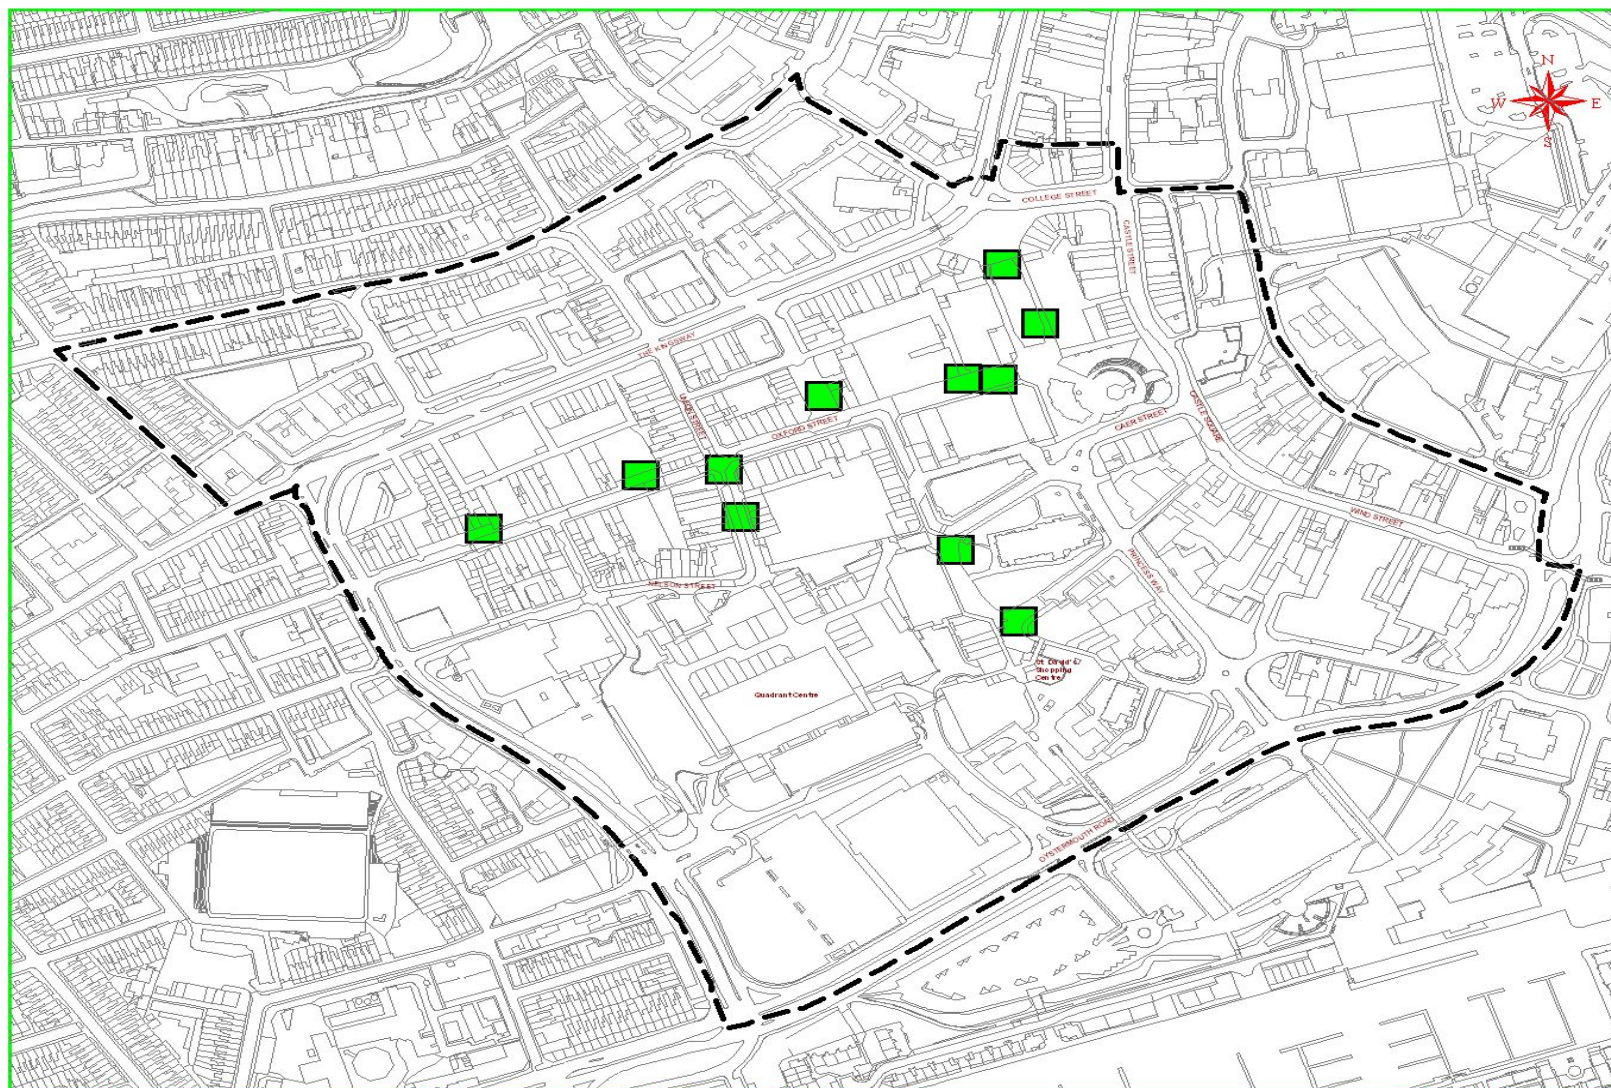 N
W E
S
COLLEGE STREET
CASTLE STREET
THE KINGSWAY
UNION STREET
OXFORD STREET
CAER STREET
CASTLE SQUARE
WIND STREET
PRINCESS WAY
NELSON STREET
St. David's
Shopping
Centre
Quadrant Centre
OYSTERMOUTH ROAD